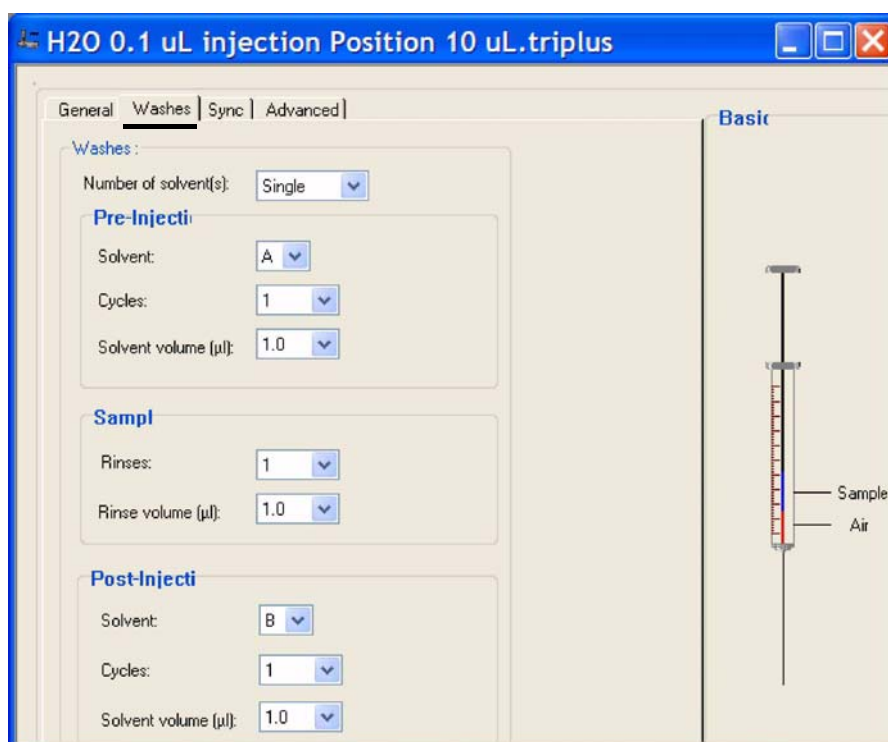 H2O 0.1 uL injection Position 10 uL.triplus
General Washes Sync Advanced
Basic
Washes :
Number of solvent(s): Single
Pre-Injecti
Solvent: A
Cycles: 1
Solvent volume (µl): 1.0
Sampl
Rinses: 1
Rinse volume (µl): 1.0
Sample
Air
Post-Injecti
Solvent: B
Cycles: 1
Solvent volume (µl): 1.0